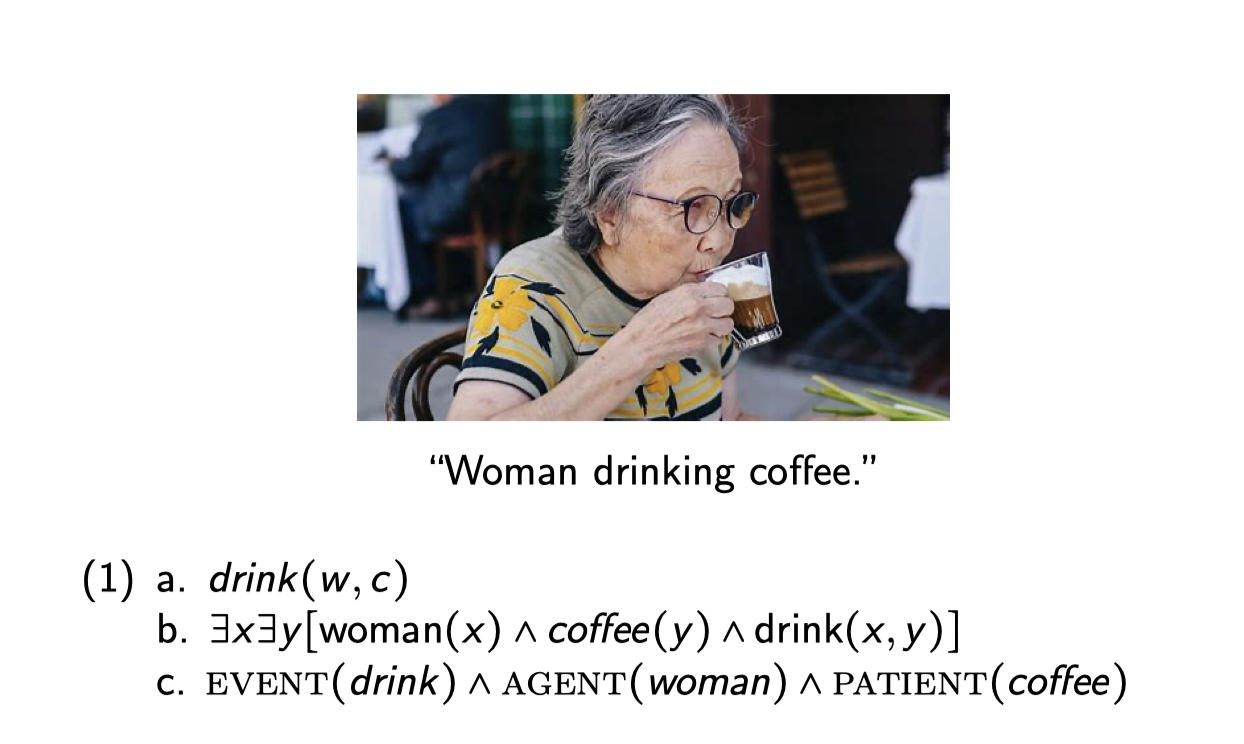 “Woman drinking coffee.”
(1) a. drink(w, c)
b. ∃x∃y[woman(x) ∧ coffee(y) ∧ drink(x, y)]
c. EVENT(drink) ∧ AGENT(woman) ∧ PATIENT(coffee)